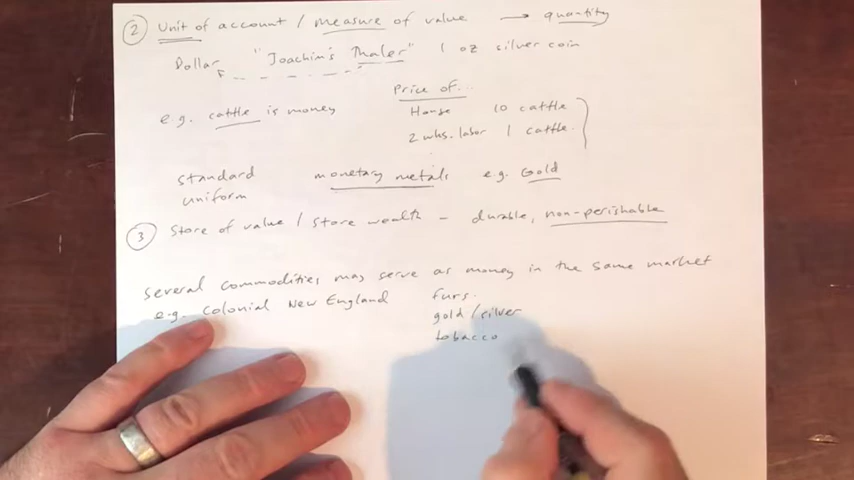 ② Unit of account / measure of value → quantity
Dollar "Joachim's Thaler" 1 oz silver coin
Price of...
e.g. cattle is money House 10 cattle
2 wks. labor 1 cattle
standard monetary metals e.g. Gold
uniform
③ Store of value / store wealth - durable, non-perishable
Several commodities may serve as money in the same market
e.g. Colonial New England furs
gold / silver
tobacco